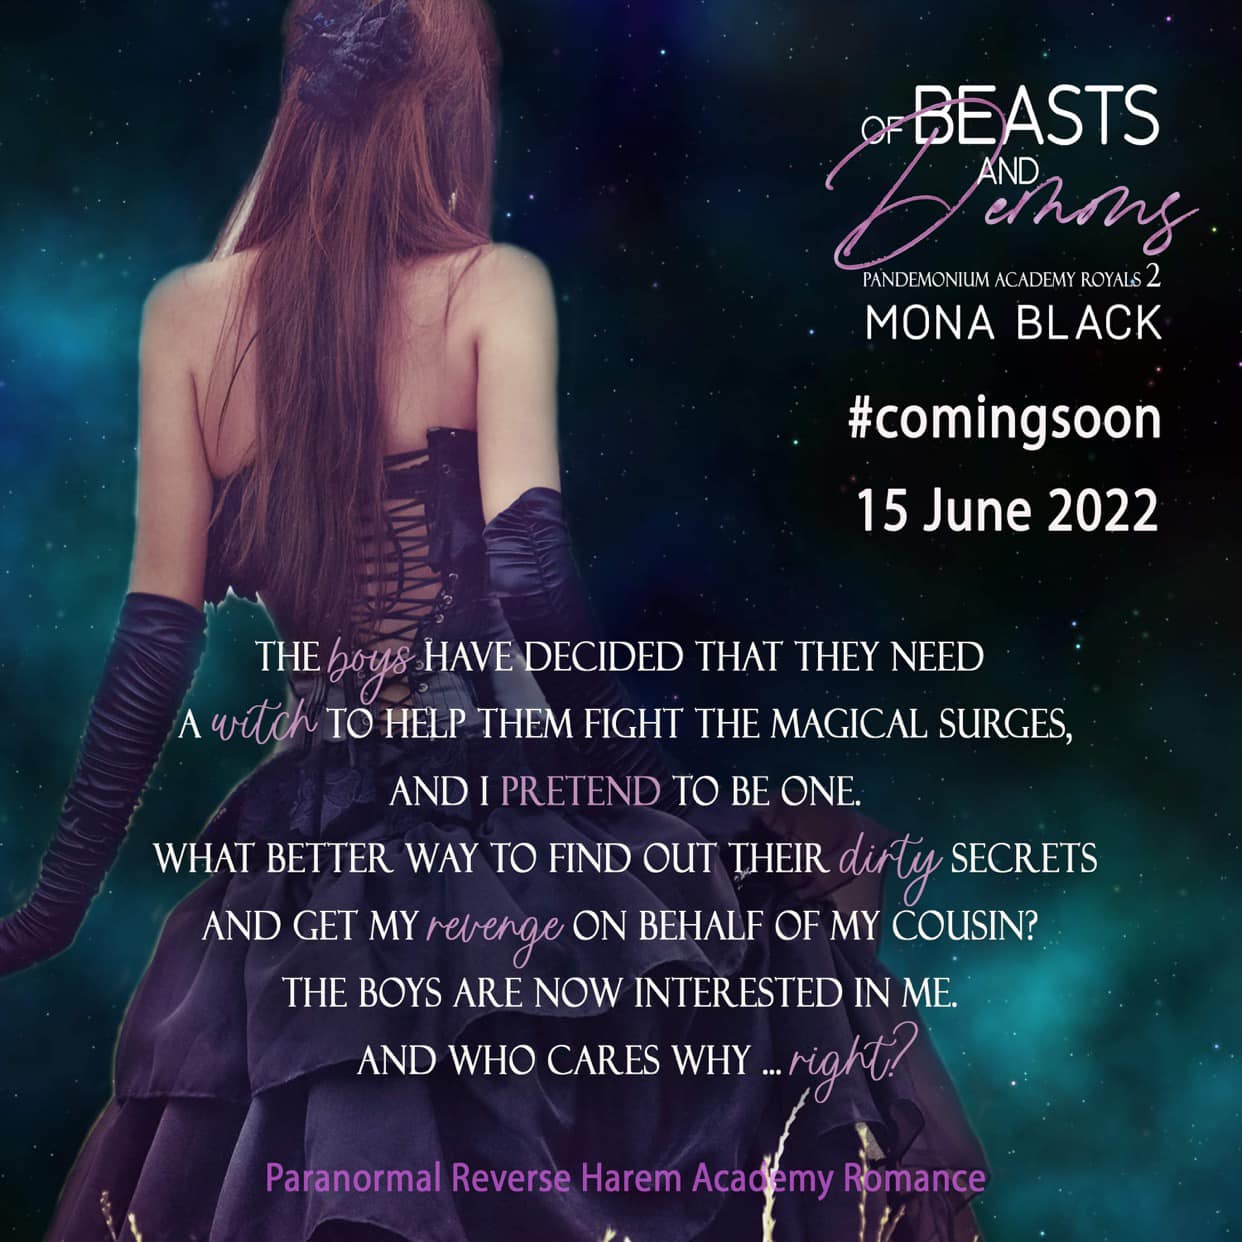 OF BEASTS
AND
Demons
PANDEMONIUM ACADEMY ROYALS 2
MONA BLACK
#comingsoon
15 June 2022
THE boys HAVE DECIDED THAT THEY NEED
A witch TO HELP THEM FIGHT THE MAGICAL SURGES,
AND I PRETEND TO BE ONE.
WHAT BETTER WAY TO FIND OUT THEIR dirty SECRETS
AND GET MY revenge ON BEHALF OF MY COUSIN?
THE BOYS ARE NOW INTERESTED IN ME.
AND WHO CARES WHY ... right?
Paranormal Reverse Harem Academy Romance